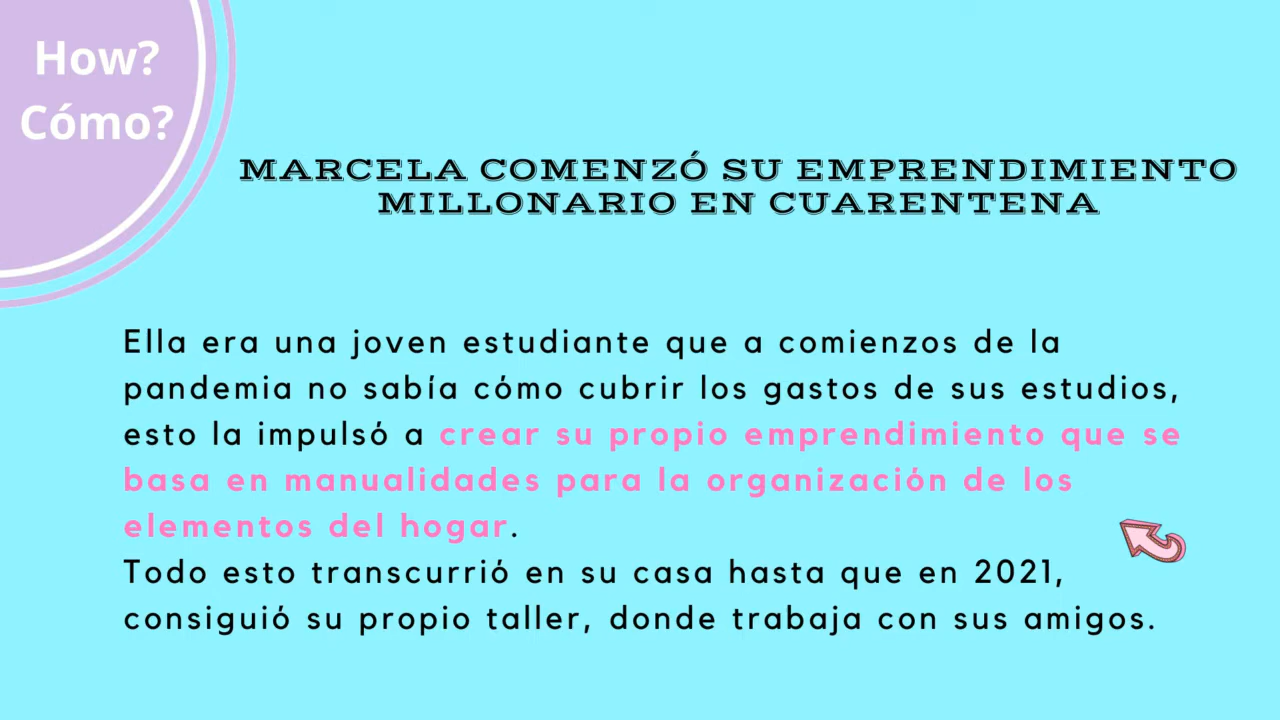 How?
Cómo?
MARCELA COMENZÓ SU EMPRENDIMIENTO
MILLONARIO EN CUARENTENA
Ella era una joven estudiante que a comienzos de la
pandemia no sabía cómo cubrir los gastos de sus estudios,
esto la impulsó a crear su propio emprendimiento que se
basa en manualidades para la organización de los
elementos del hogar.
Todo esto transcurrió en su casa hasta que en 2021,
consiguió su propio taller, donde trabaja con sus amigos.